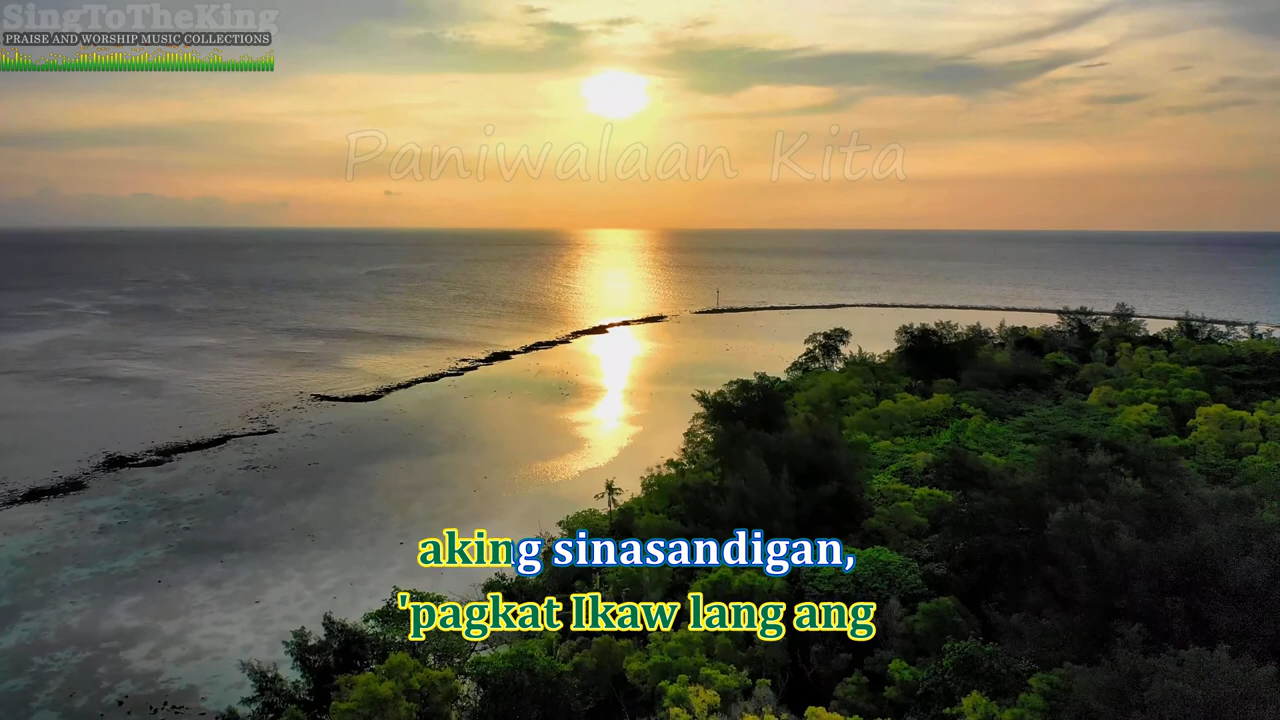 SingToTheKing
PRAISE AND WORSHIP MUSIC COLLECTIONS
Paniwalaan Kita
aking sinasandigan,
'pagkat Ikaw lang ang